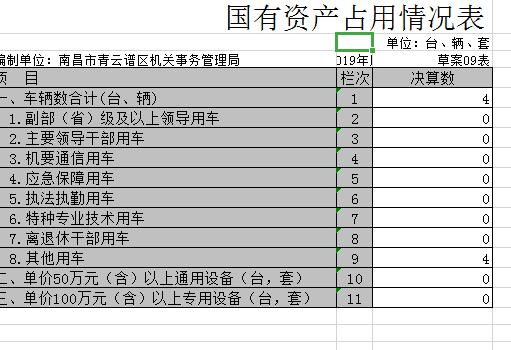 国有资产占用情况表
单位：台、辆、套
编制单位：南昌市青云谱区机关事务管理局 019年 草案09表
项 目 栏次 决算数
一、车辆数合计(台、辆) 1 4
1.副部（省）级及以上领导用车 2 0
2.主要领导干部用车 3 0
3.机要通信用车 4 0
4.应急保障用车 5 0
5.执法执勤用车 6 0
6.特种专业技术用车 7 0
7.离退休干部用车 8 0
8.其他用车 9 4
二、单价50万元（含）以上通用设备（台，套） 10 0
三、单价100万元（含）以上专用设备（台，套） 11 0